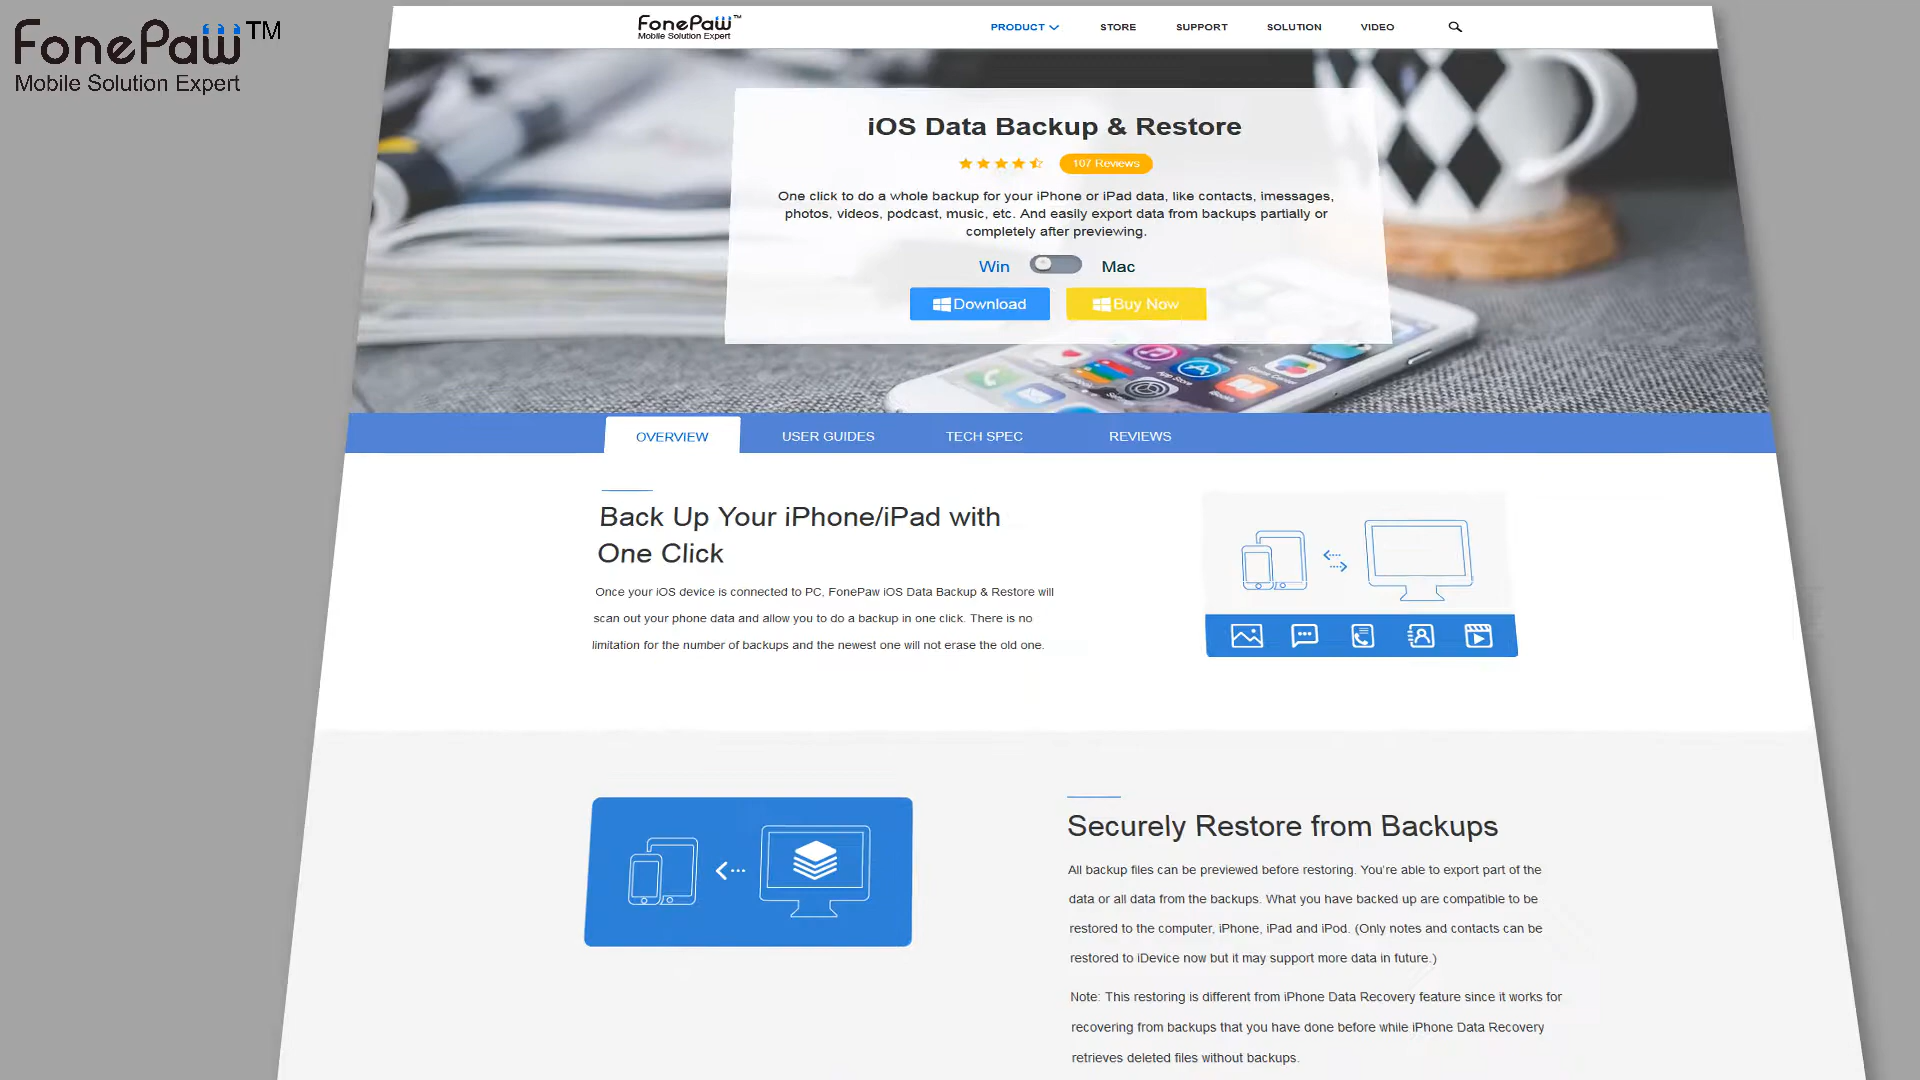 FonePaw™
Mobile Solution Expert
FonePaw™
Mobile Solution Expert
PRODUCT
STORE
SUPPORT
SOLUTION
VIDEO
iOS Data Backup & Restore
107 Reviews
One click to do a whole backup for your iPhone or iPad data, like contacts, imessages,
photos, videos, podcast, music, etc. And easily export data from backups partially or
completely after previewing.
Win
Mac
Download
Buy Now
App Store
Game Center
iBooks
OVERVIEW
USER GUIDES
TECH SPEC
REVIEWS
Back Up Your iPhone/iPad with
One Click
Once your iOS device is connected to PC, FonePaw iOS Data Backup & Restore will
scan out your phone data and allow you to do a backup in one click. There is no
limitation for the number of backups and the newest one will not erase the old one.
Securely Restore from Backups
All backup files can be previewed before restoring. You're able to export part of the
data or all data from the backups. What you have backed up are compatible to be
restored to the computer, iPhone, iPad and iPod. (Only notes and contacts can be
restored to iDevice now but it may support more data in future.)
Note: This restoring is different from iPhone Data Recovery feature since it works for
recovering from backups that you have done before while iPhone Data Recovery
retrieves deleted files without backups.